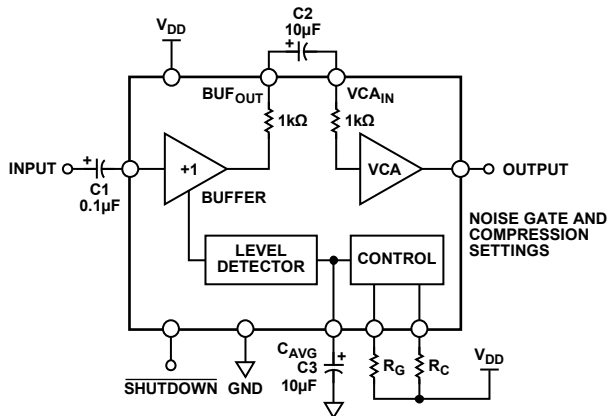 C2
10µF
+
VDD
BUFOUT
VCAIN
1kΩ
1kΩ
INPUT
+
C1
0.1µF
+1
BUFFER
VCA
OUTPUT
NOISE GATE AND
COMPRESSION
SETTINGS
LEVEL
DETECTOR
CONTROL
SHUTDOWN
GND
CAVG
C3
10µF
+
RG
RC
VDD